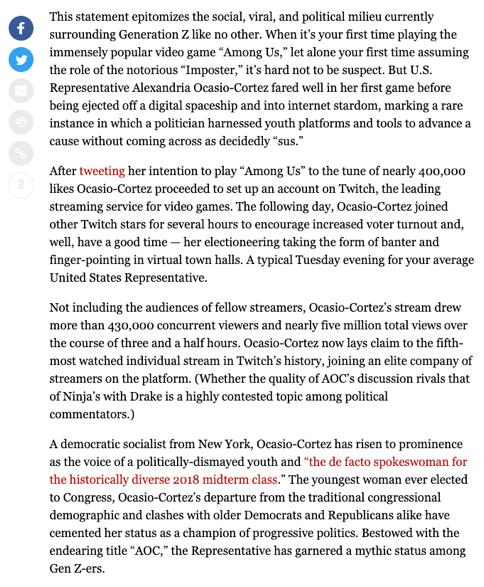 This statement epitomizes the social, viral, and political milieu currently
surrounding Generation Z like no other. When it's your first time playing the
immensely popular video game “Among Us,” let alone your first time assuming
the role of the notorious “Imposter,” it's hard not to be suspect. But U.S.
Representative Alexandria Ocasio-Cortez fared well in her first game before
being ejected off a digital spaceship and into internet stardom, marking a rare
instance in which a politician harnessed youth platforms and tools to advance a
cause without coming across as decidedly “sus.”
After tweeting her intention to play “Among Us” to the tune of nearly 400,000
likes Ocasio-Cortez proceeded to set up an account on Twitch, the leading
streaming service for video games. The following day, Ocasio-Cortez joined
other Twitch stars for several hours to encourage increased voter turnout and,
well, have a good time — her electioneering taking the form of banter and
finger-pointing in virtual town halls. A typical Tuesday evening for your average
United States Representative.
Not including the audiences of fellow streamers, Ocasio-Cortez's stream drew
more than 430,000 concurrent viewers and nearly five million total views over
the course of three and a half hours. Ocasio-Cortez now lays claim to the fifth-
most watched individual stream in Twitch's history, joining an elite company of
streamers on the platform. (Whether the quality of AOC's discussion rivals that
of Ninja's with Drake is a highly contested topic among political
commentators.)
A democratic socialist from New York, Ocasio-Cortez has risen to prominence
as the voice of a politically-dismayed youth and “the de facto spokeswoman for
the historically diverse 2018 midterm class.” The youngest woman ever elected
to Congress, Ocasio-Cortez's departure from the traditional congressional
demographic and clashes with older Democrats and Republicans alike have
cemented her status as a champion of progressive politics. Bestowed with the
endearing title “AOC,” the Representative has garnered a mythic status among
Gen Z-ers.
2